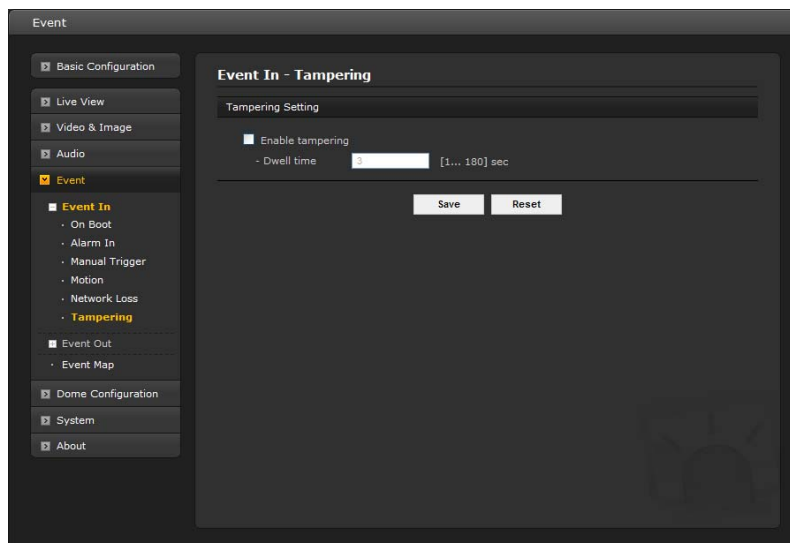 Event
Basic Configuration
Live View
Video & Image
Audio
Event
Event In
· On Boot
· Alarm In
· Manual Trigger
· Motion
· Network Loss
· Tampering
Event Out
· Event Map
Dome Configuration
System
About
Event In - Tampering
Tampering Setting
Enable tampering
- Dwell time 3 [1... 180] sec
Save Reset